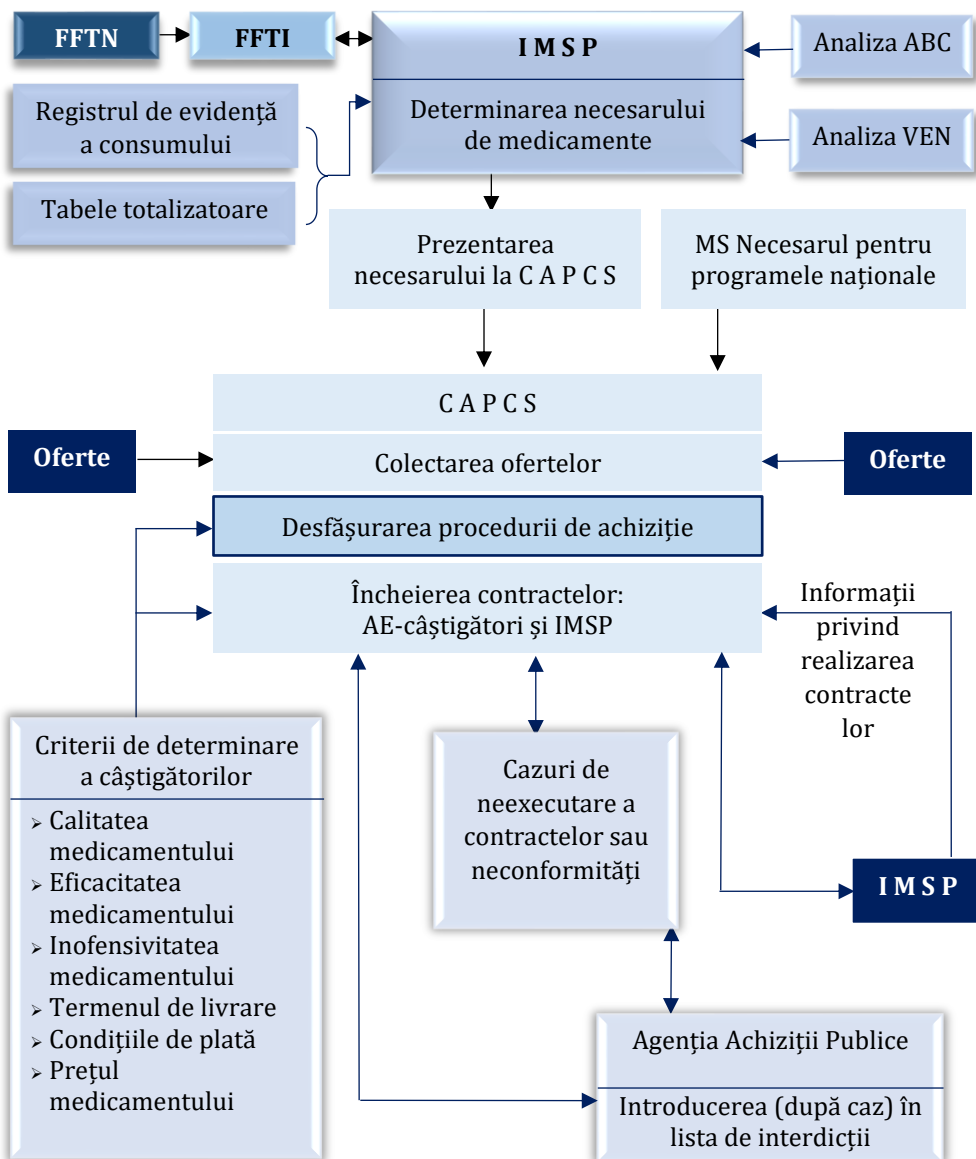 FFTN
FFTI
I M S P
Determinarea necesarului
de medicamente
Analiza ABC
Analiza VEN
Registrul de evidență
a consumului
Tabele totalizatoare
Prezentarea
necesarului la C A P C S
MS Necesarul pentru
programele naționale
C A P C S
Oferte
Colectarea ofertelor
Oferte
Desfășurarea procedurii de achiziție
Încheierea contractelor:
AE-câștigători și IMSP
Informații
privind
realizarea
contracte
lor
Criterii de determinare
a câștigătorilor
➢ Calitatea
medicamentului
➢ Eficacitatea
medicamentului
➢ Inofensivitatea
medicamentului
➢ Termenul de livrare
➢ Condițiile de plată
➢ Prețul
medicamentului
Cazuri de
neexecutare a
contractelor sau
neconformități
I M S P
Agenția Achiziții Publice
Introducerea (după caz) în
lista de interdicții